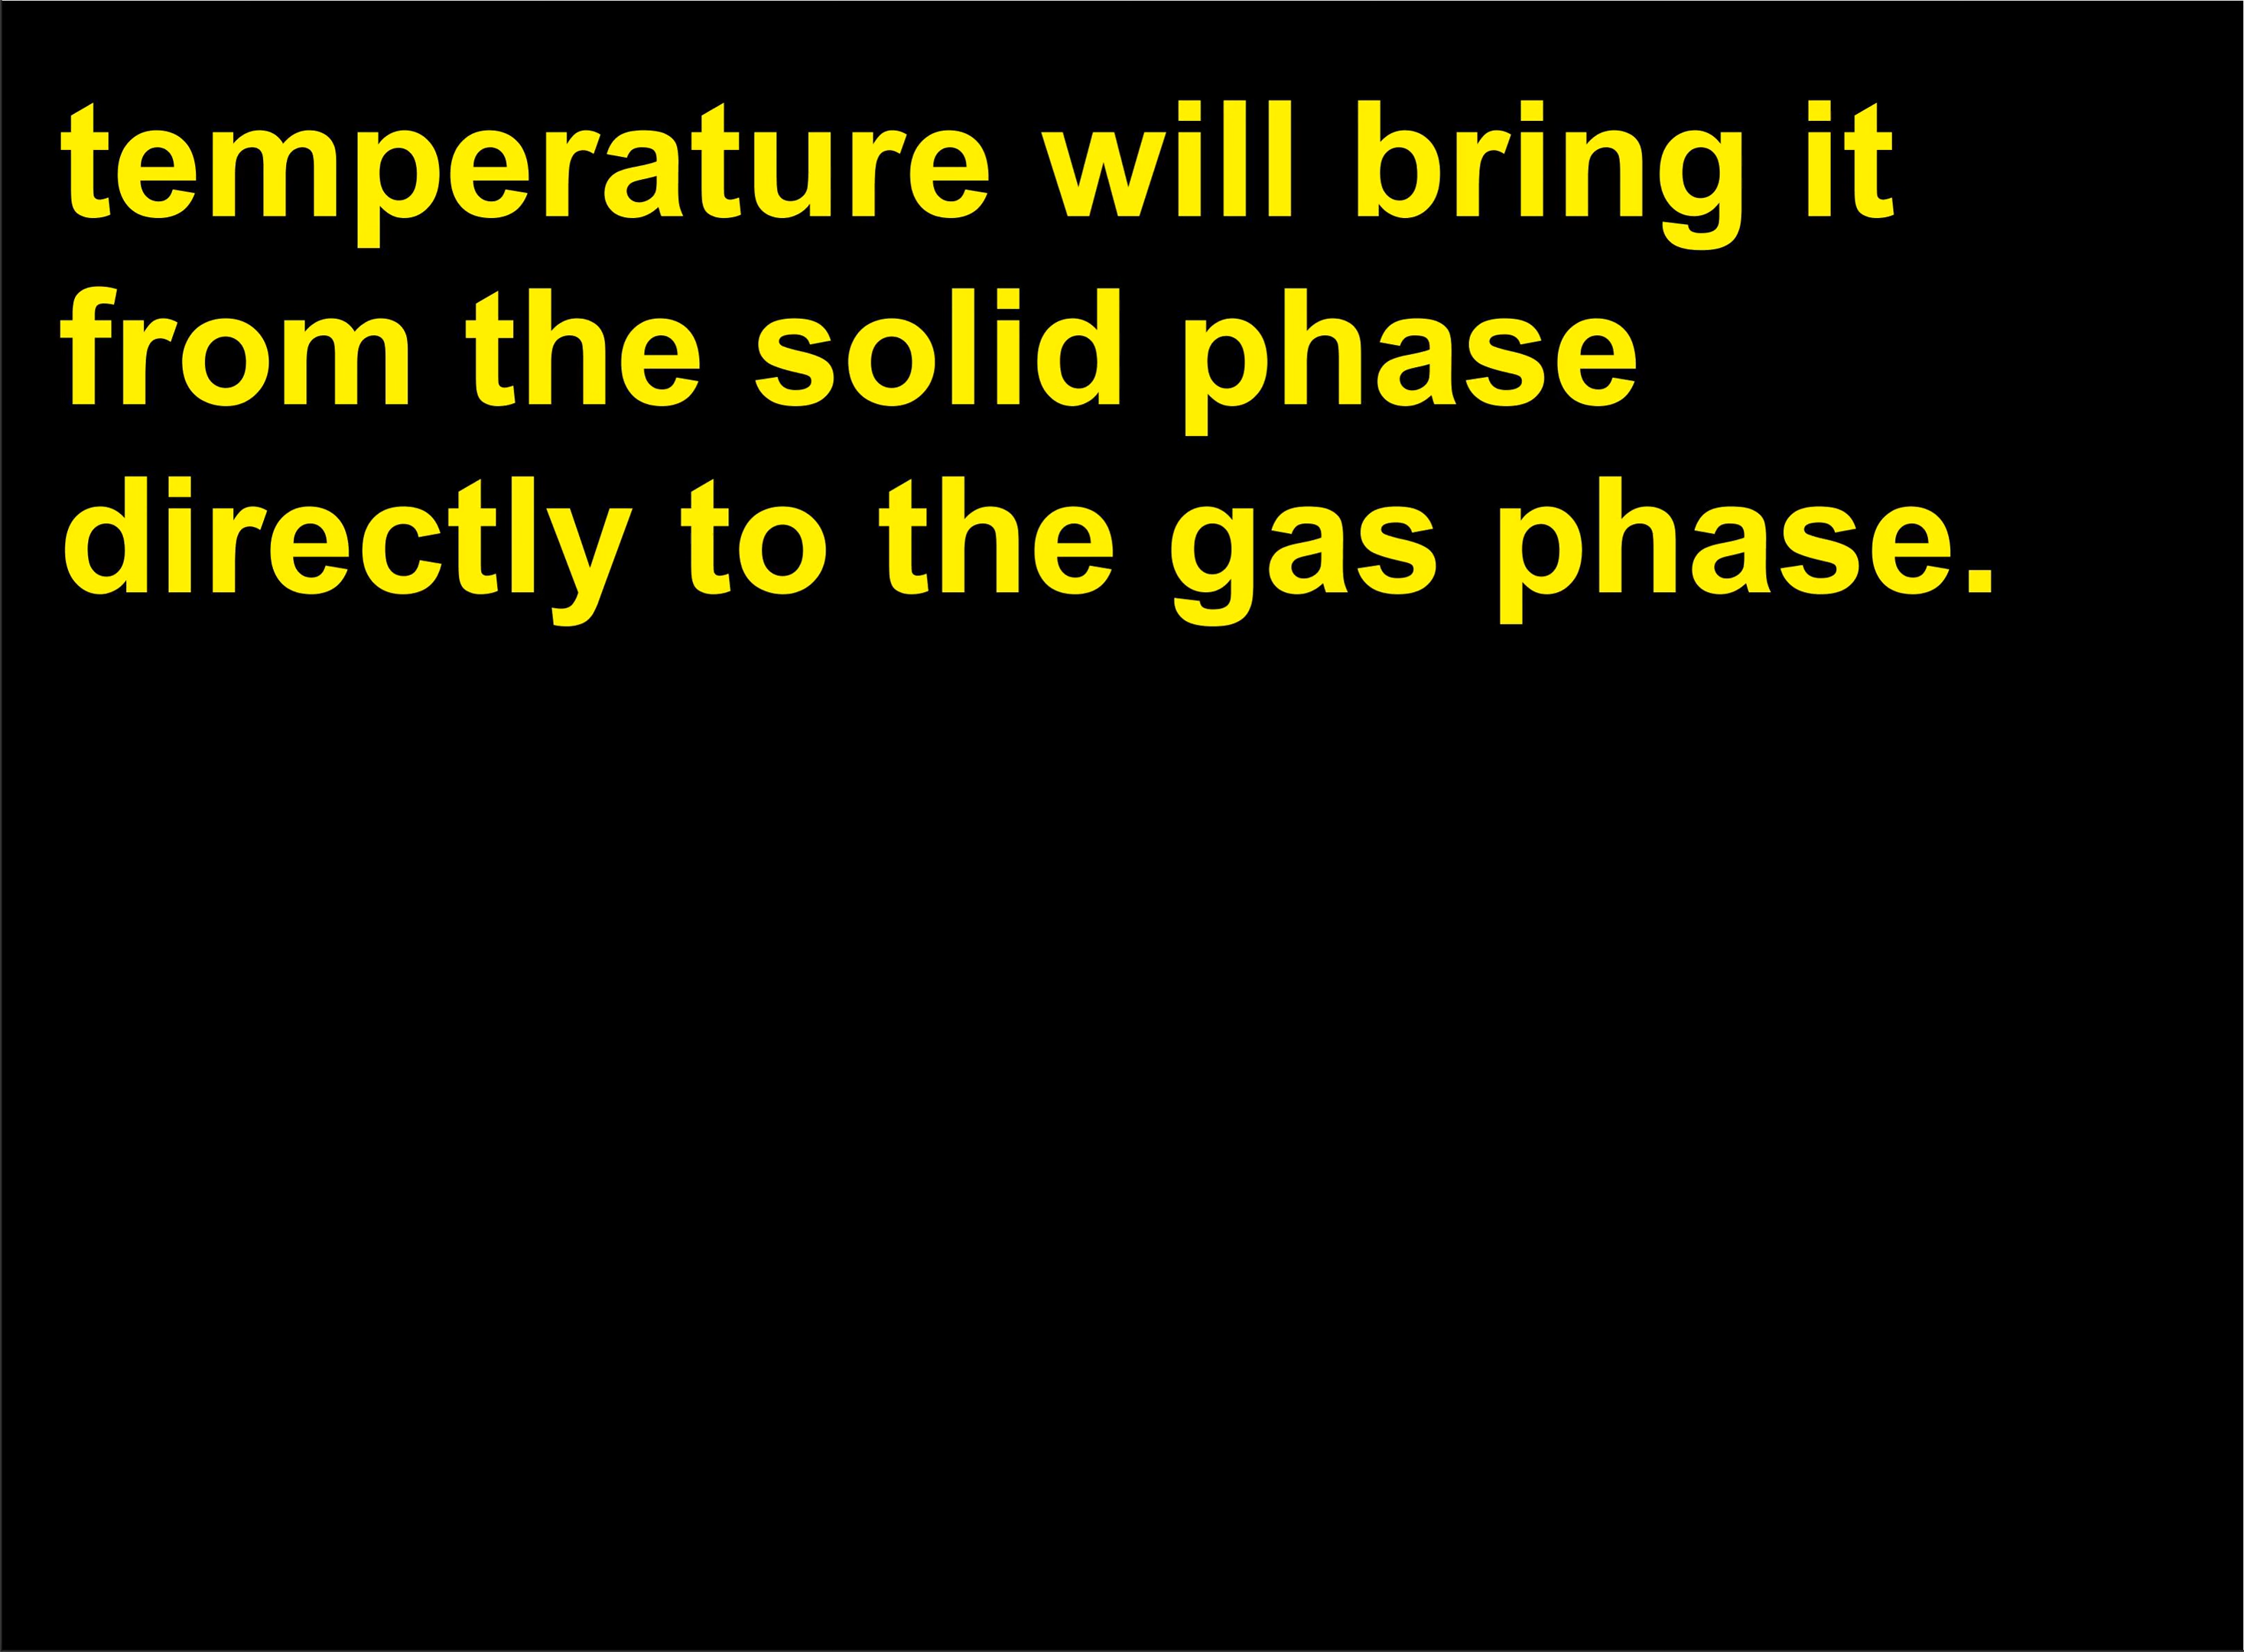 temperature will bring it
from the solid phase
directly to the gas phase.